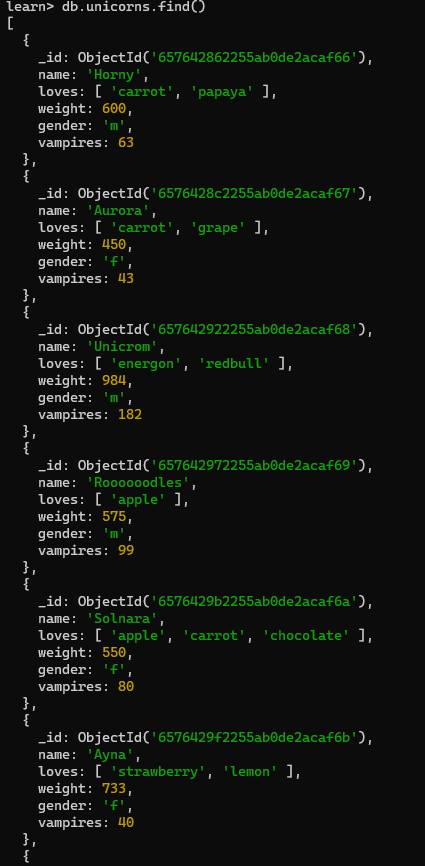 learn> db.unicorns.find()
[
  {
    _id: ObjectId('657642862255ab0de2acaf66'),
    name: 'Horny',
    loves: [ 'carrot', 'papaya' ],
    weight: 600,
    gender: 'm',
    vampires: 63
  },
  {
    _id: ObjectId('6576428c2255ab0de2acaf67'),
    name: 'Aurora',
    loves: [ 'carrot', 'grape' ],
    weight: 450,
    gender: 'f',
    vampires: 43
  },
  {
    _id: ObjectId('657642922255ab0de2acaf68'),
    name: 'Unicrom',
    loves: [ 'energon', 'redbull' ],
    weight: 984,
    gender: 'm',
    vampires: 182
  },
  {
    _id: ObjectId('657642972255ab0de2acaf69'),
    name: 'Roooooodles',
    loves: [ 'apple' ],
    weight: 575,
    gender: 'm',
    vampires: 99
  },
  {
    _id: ObjectId('6576429b2255ab0de2acaf6a'),
    name: 'Solnara',
    loves: [ 'apple', 'carrot', 'chocolate' ],
    weight: 550,
    gender: 'f',
    vampires: 80
  },
  {
    _id: ObjectId('6576429f2255ab0de2acaf6b'),
    name: 'Ayna',
    loves: [ 'strawberry', 'lemon' ],
    weight: 733,
    gender: 'f',
    vampires: 40
  },
  {